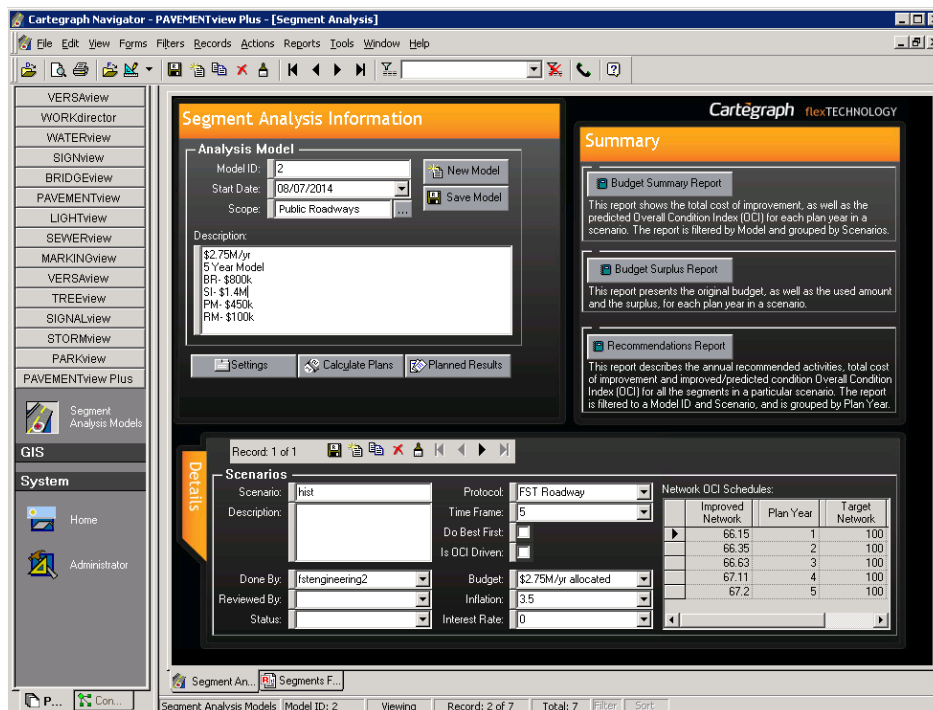 Cartegraph Navigator - PAVEMENTview Plus - [Segment Analysis]
File Edit View Forms Filters Records Actions Reports Tools Window Help
VERSAview
WORKdirector
WATERview
SIGNview
BRIDGEview
PAVEMENTview
LIGHTview
SEWERview
MARKINGview
VERSAview
TREEview
SIGNALview
STORMview
PARKview
PAVEMENTview Plus
Segment
Analysis Models
GIS
System
Home
Administrator
P...
Con...
Segment Analysis Information
Analysis Model
Model ID: 2
New Model
Start Date: 08/07/2014
Save Model
Scope: Public Roadways ...
Description:
$2.75M/yr
5 Year Model
BR- $800k
SI- $1.4M
PM- $450k
RM- $100k
Settings
Calculate Plans
Planned Results
Cartëgraph flexTECHNOLOGY
Summary
Budget Summary Report
This report shows the total cost of improvement, as well as the
predicted Overall Condition Index (OCI) for each plan year in a
scenario. The report is filtered by Model and grouped by Scenarios.
Budget Surplus Report
This report presents the original budget, as well as the used amount
and the surplus, for each plan year in a scenario.
Recommendations Report
This report describes the annual recommended activities, total cost
of improvement and improved/predicted condition Overall Condition
Index (OCI) for all the segments in a particular scenario. The report
is filtered to a Model ID and Scenario, and is grouped by Plan Year.
Details
Record: 1 of 1
Scenarios
Scenario: hist
Description:
Done By: fstengineering2
Reviewed By:
Status:
Protocol: FST Roadway
Time Frame: 5
Do Best First:
Is OCI Driven:
Budget: $2.75M/yr allocated
Inflation: 3.5
Interest Rate: 0
Network OCI Schedules:
Improved Network Plan Year Target Network
66.15 1 100
66.35 2 100
66.63 3 100
67.11 4 100
67.2 5 100
Segment An...
Segments F...
Segment Analysis Models Model ID: 2 Viewing Record: 2 of 7 Total: 7 Filter Sort